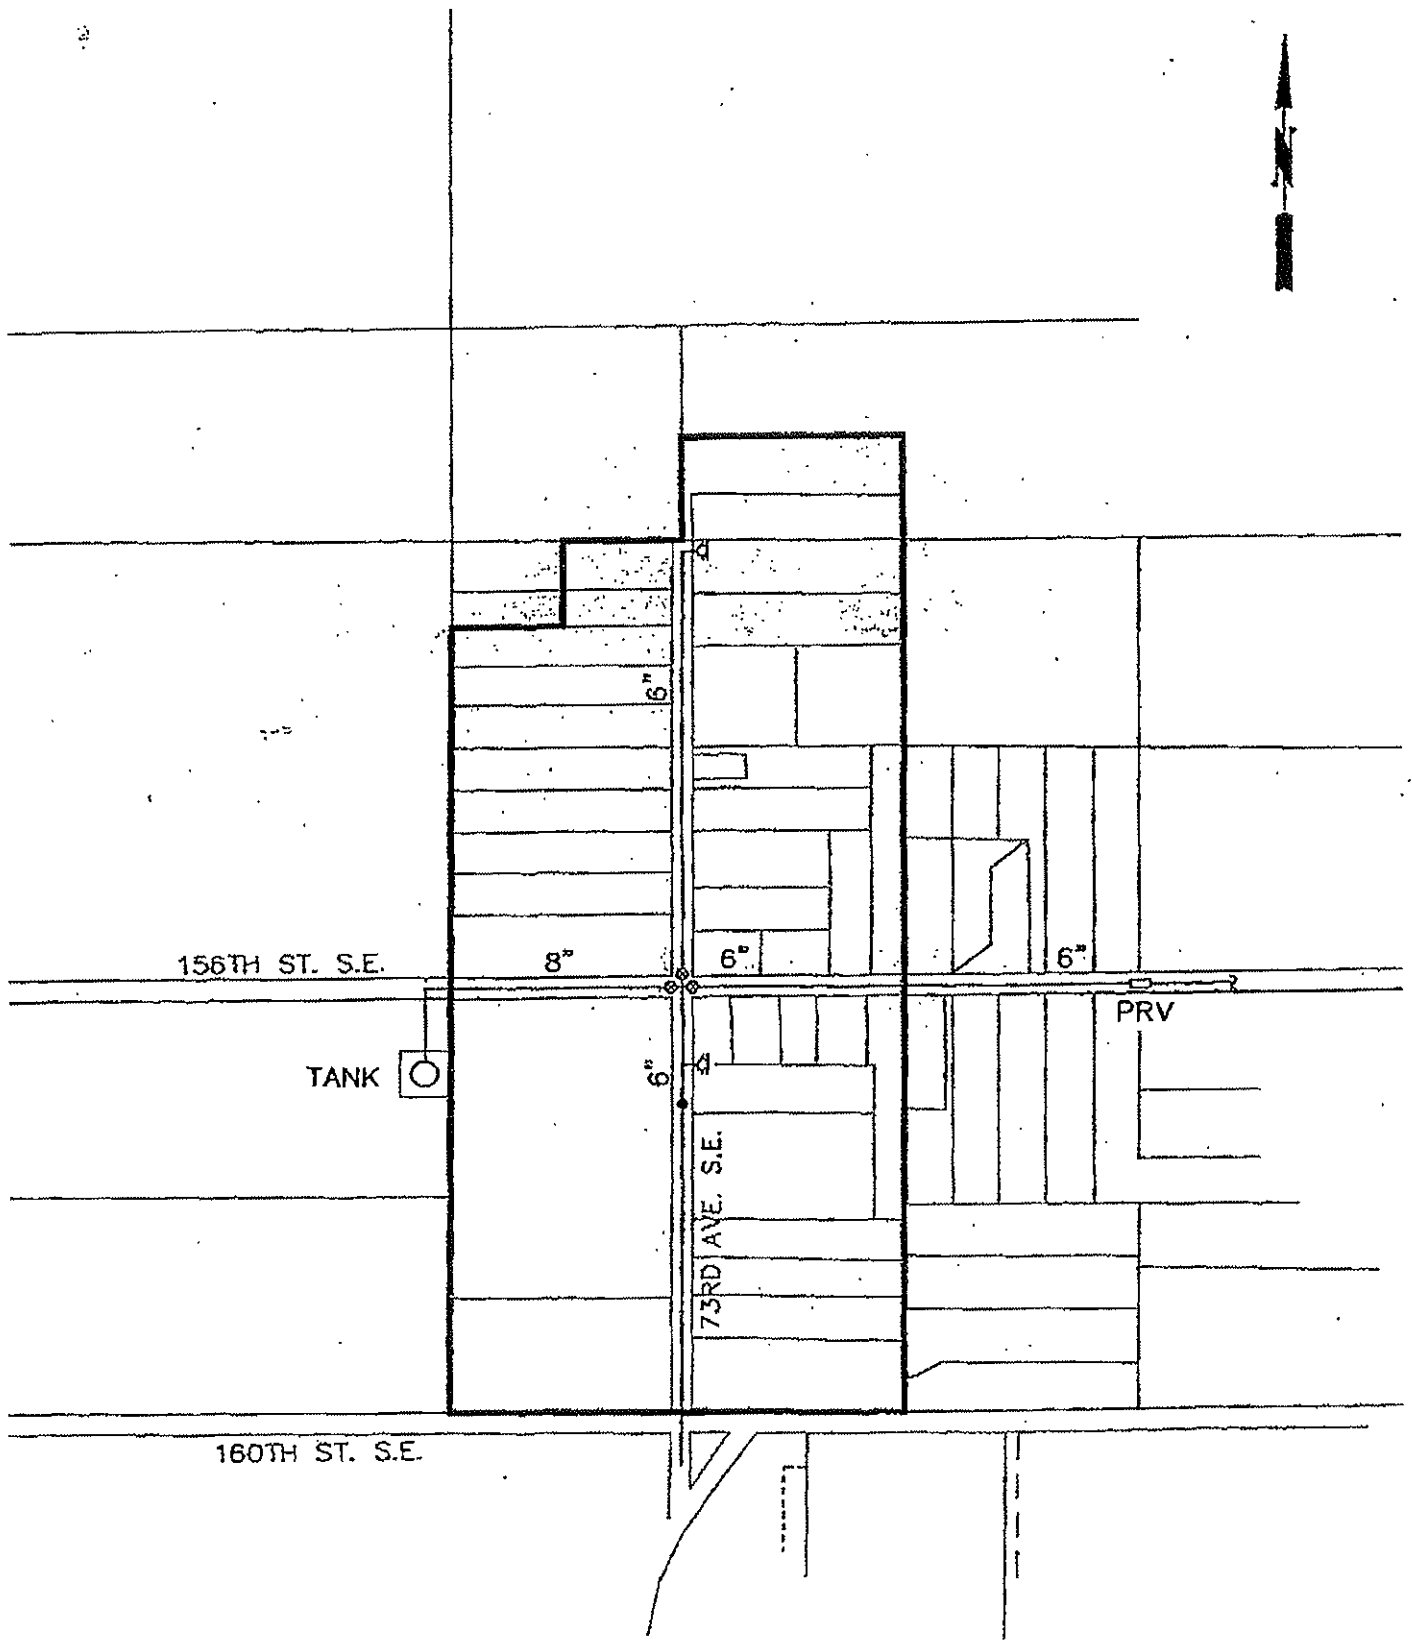 N
6"
156TH ST. S.E.
8"
6"
6"
PRV
TANK
6"
73RD AVE. S.E.
160TH ST. S.E.